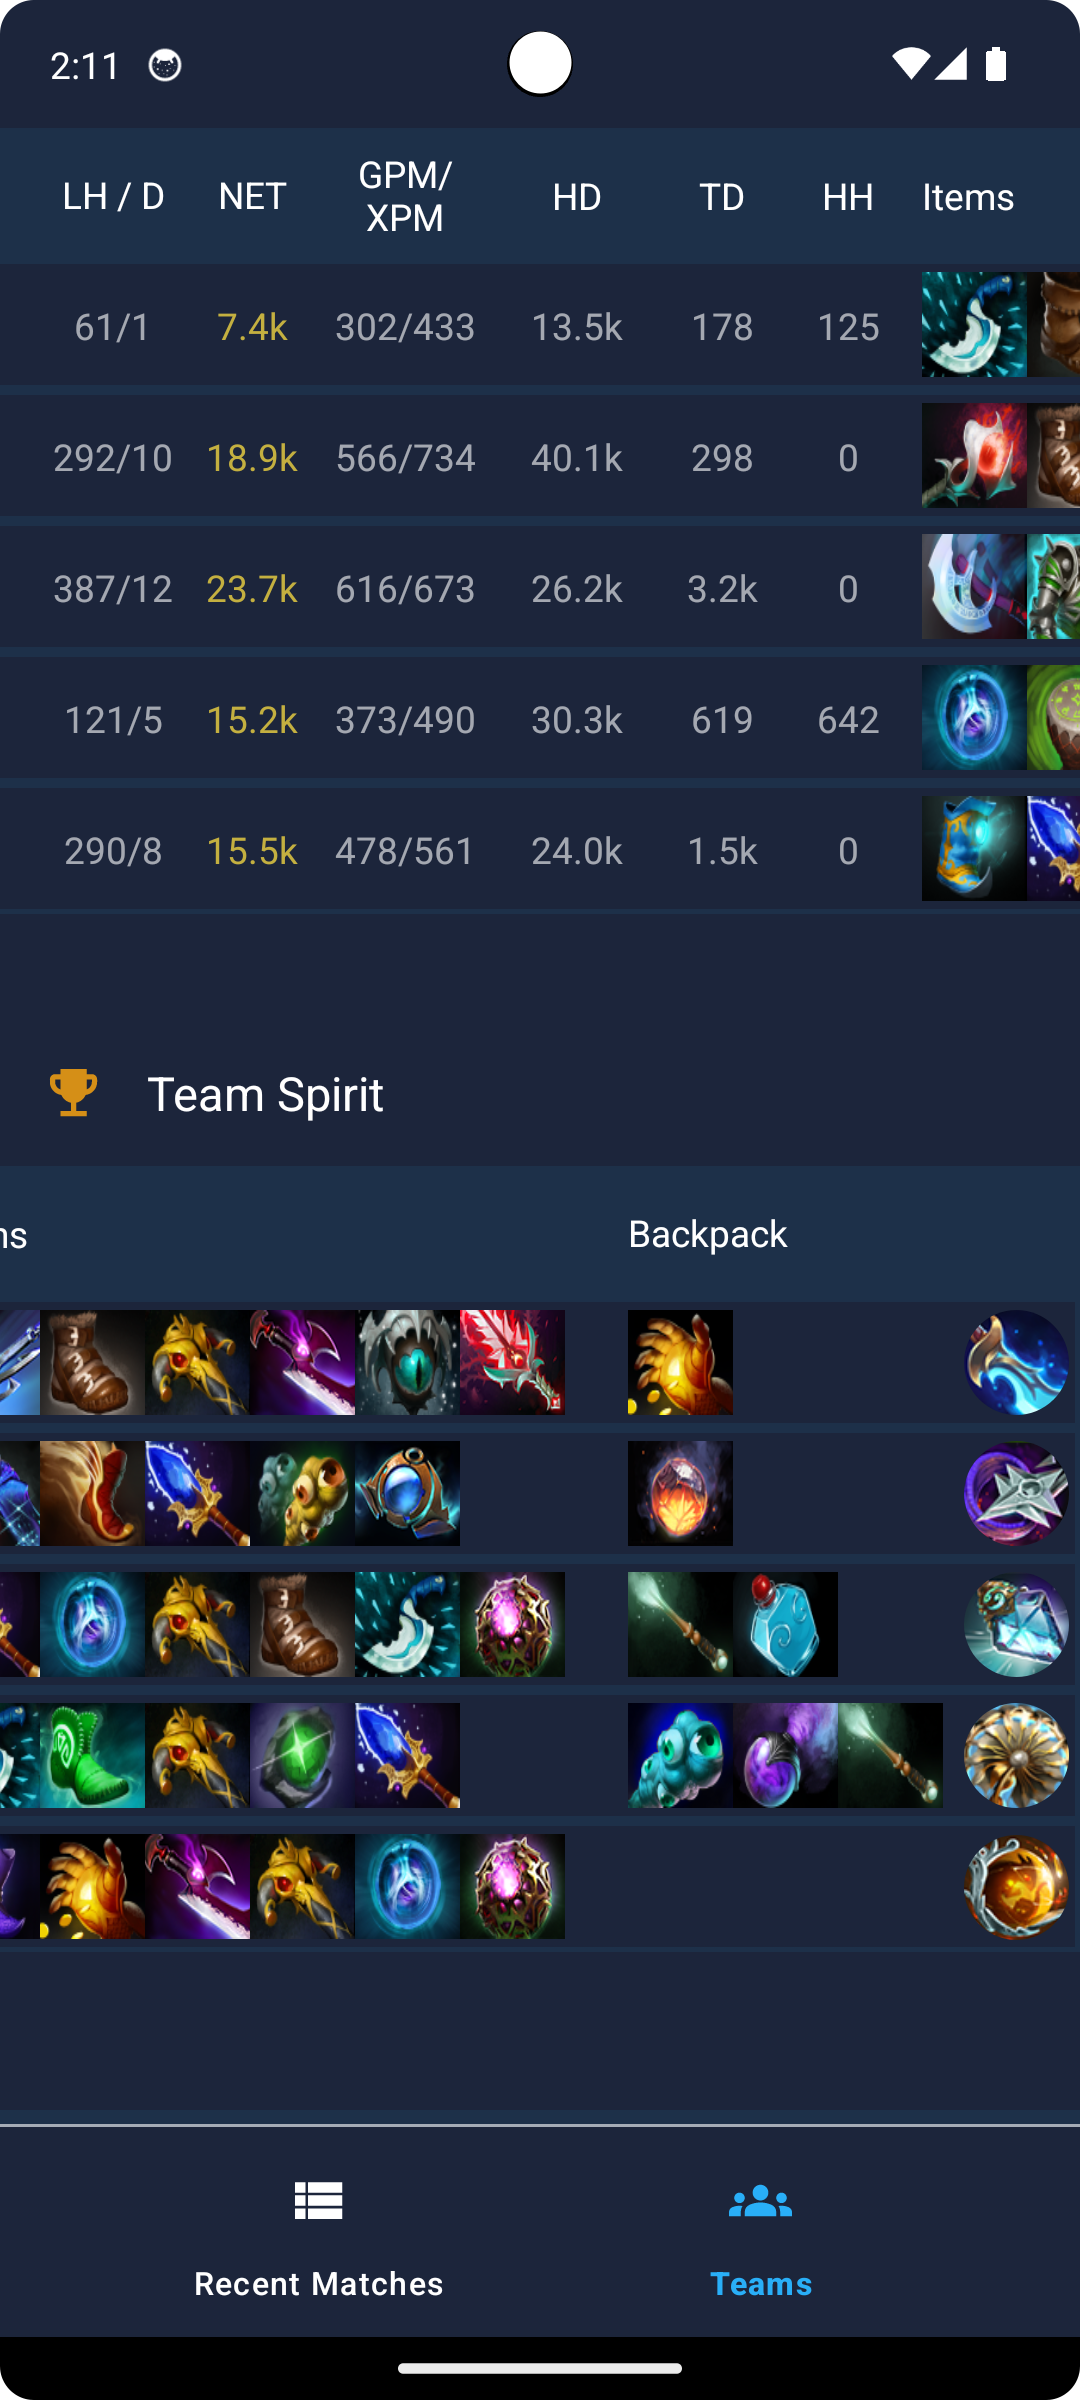 2:11
LH / D NET GPM/ XPM HD TD HH Items
61/1 7.4k 302/433 13.5k 178 125
292/10 18.9k 566/734 40.1k 298 0
387/12 23.7k 616/673 26.2k 3.2k 0
121/5 15.2k 373/490 30.3k 619 642
290/8 15.5k 478/561 24.0k 1.5k 0
Team Spirit
ns Backpack
Recent Matches Teams